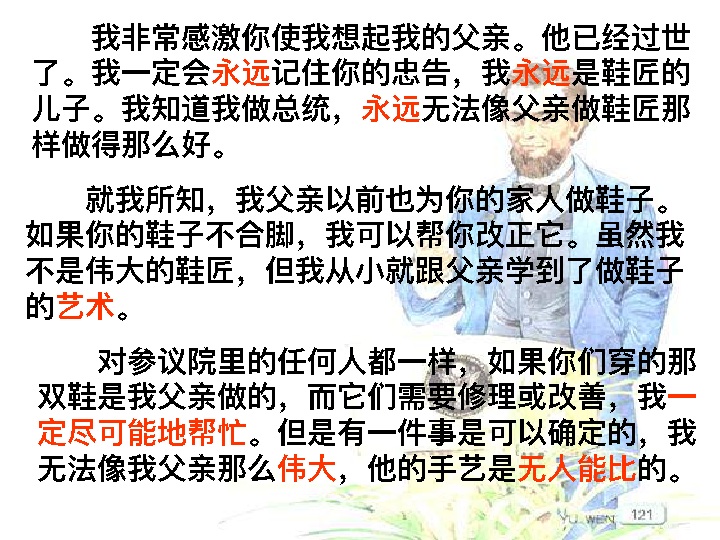 我非常感激你使我想起我的父亲。他已经过世
了。我一定会永远记住你的忠告，我永远是鞋匠的
儿子。我知道我做总统，永远无法像父亲做鞋匠那
样做得那么好。
就我所知，我父亲以前也为你的家人做鞋子。
如果你的鞋子不合脚，我可以帮你改正它。虽然我
不是伟大的鞋匠，但我从小就跟父亲学到了做鞋子
的艺术。
对参议院里的任何人都一样，如果你们穿的那
双鞋是我父亲做的，而它们需要修理或改善，我一
定尽可能地帮忙。但是有一件事是可以确定的，我
无法像我父亲那么伟大，他的手艺是无人能比的。
YU WEN 121